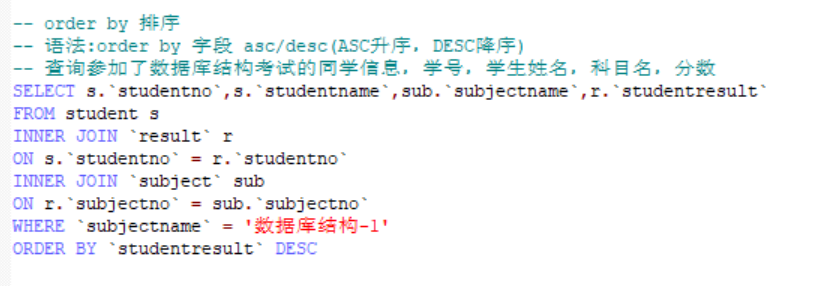 -- order by 排序
-- 语法:order by 字段 asc/desc(ASC升序，DESC降序)
-- 查询参加了数据库结构考试的同学信息，学号，学生姓名，科目名，分数
SELECT s.`studentno`,s.`studentname`,sub.`subjectname`,r.`studentresult`
FROM student s
INNER JOIN `result` r
ON s.`studentno` = r.`studentno`
INNER JOIN `subject` sub
ON r.`subjectno` = sub.`subjectno`
WHERE `subjectname` = '数据库结构-1'
ORDER BY `studentresult` DESC